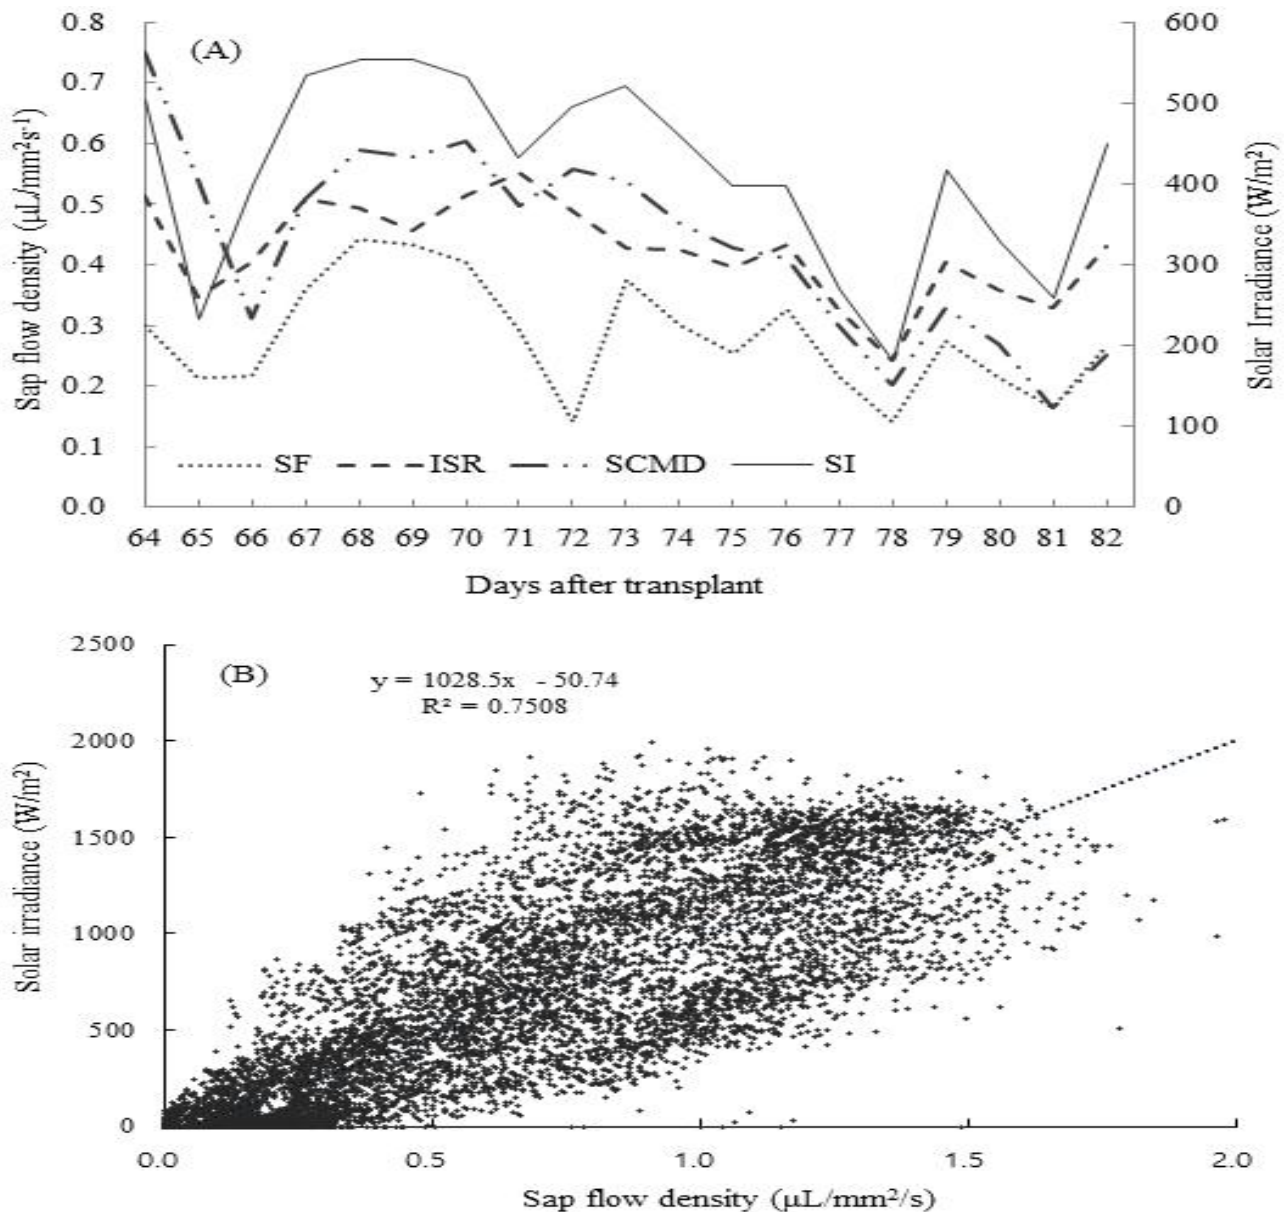 (A)
Sap flow density (μL/mm²s⁻¹)
0.8
0.7
0.6
0.5
0.4
0.3
0.2
0.1
0.0
600
500
400
300
200
100
0
Solar Irradiance (W/m²)
SF ISR SCMD SI
64 65 66 67 68 69 70 71 72 73 74 75 76 77 78 79 80 81 82
Days after transplant
(B)
y = 1028.5x - 50.74
R² = 0.7508
Solar irradiance (W/m²)
2500
2000
1500
1000
500
0
0.0 0.5 1.0 1.5 2.0
Sap flow density (μL/mm²/s)